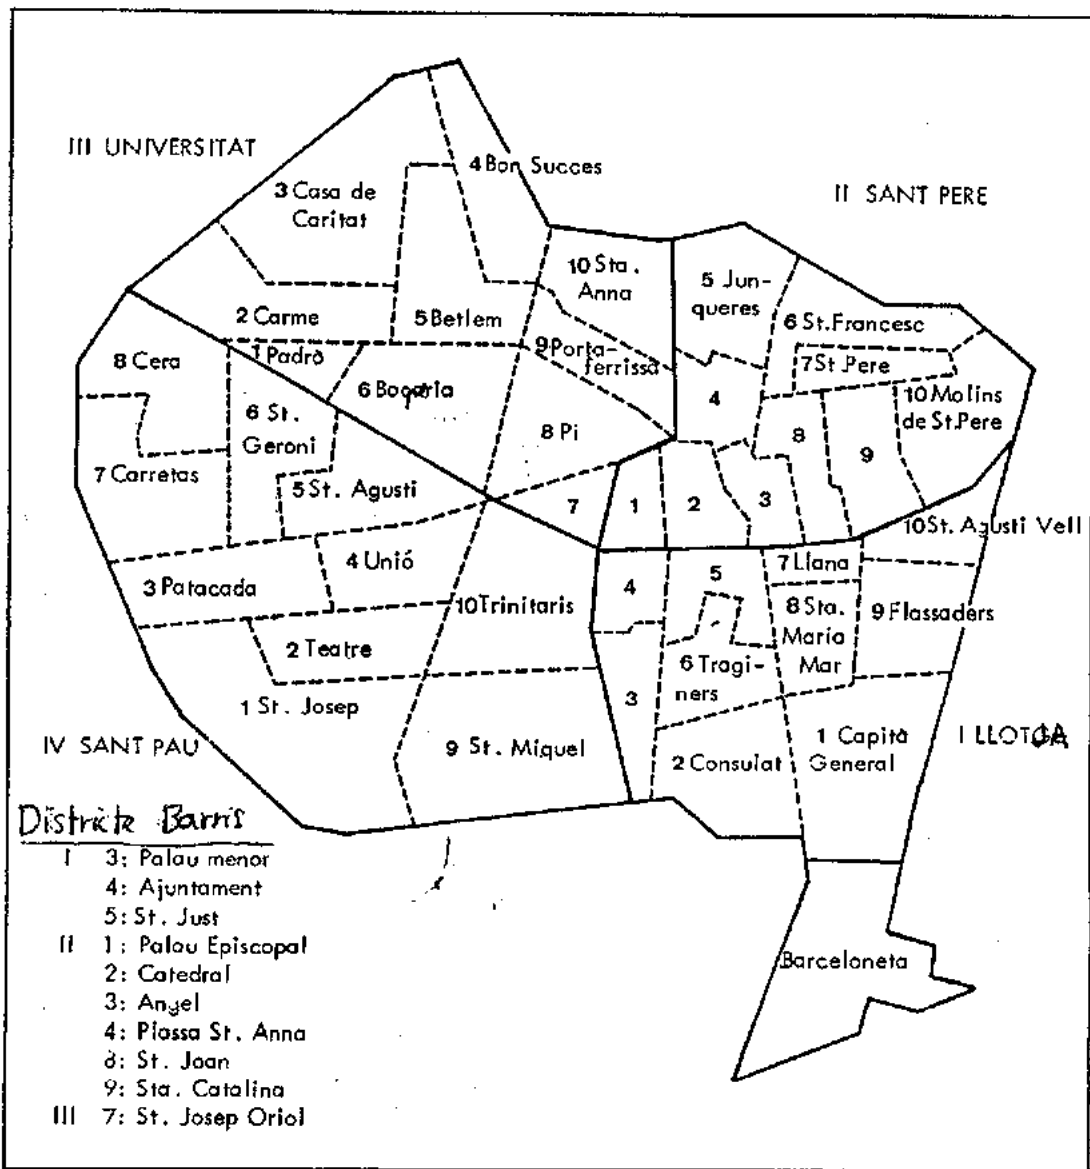 III UNIVERSITAT
II SANT PERE
4 Bon Succes
3 Casa de
Caritat
10 Sta.
Anna
5 Jun-
queres
2 Carme
5 Betlem
6 St. Francesc
9 Porta-
ferrissa
7 St. Pere
8 Cera
1 Padrò
6 Boqeria
4
10 Molins
de St. Pere
6 St.
Geroni
8 Pi
8
9
7 Carretas
5 St. Agusti
7
1
2
3
10 St. Agusti Vell
3 Patacada
4 Unió
4
5
7 Llana
10 Trinitaris
8 Sta.
Maria
Mar
9 Flassaders
2 Teatre
6 Tragi-
ners
1 St. Josep
3
IV SANT PAU
9 St. Miquel
2 Consulat
1 Capità
General
I LLOTJA
Districte Barris
I 3: Palau menor
4: Ajuntament
5: St. Just
II 1: Palau Episcopal
2: Catedral
3: Angel
4: Plassa St. Anna
8: St. Joan
9: Sta. Catalina
III 7: St. Josep Oriol
Barceloneta